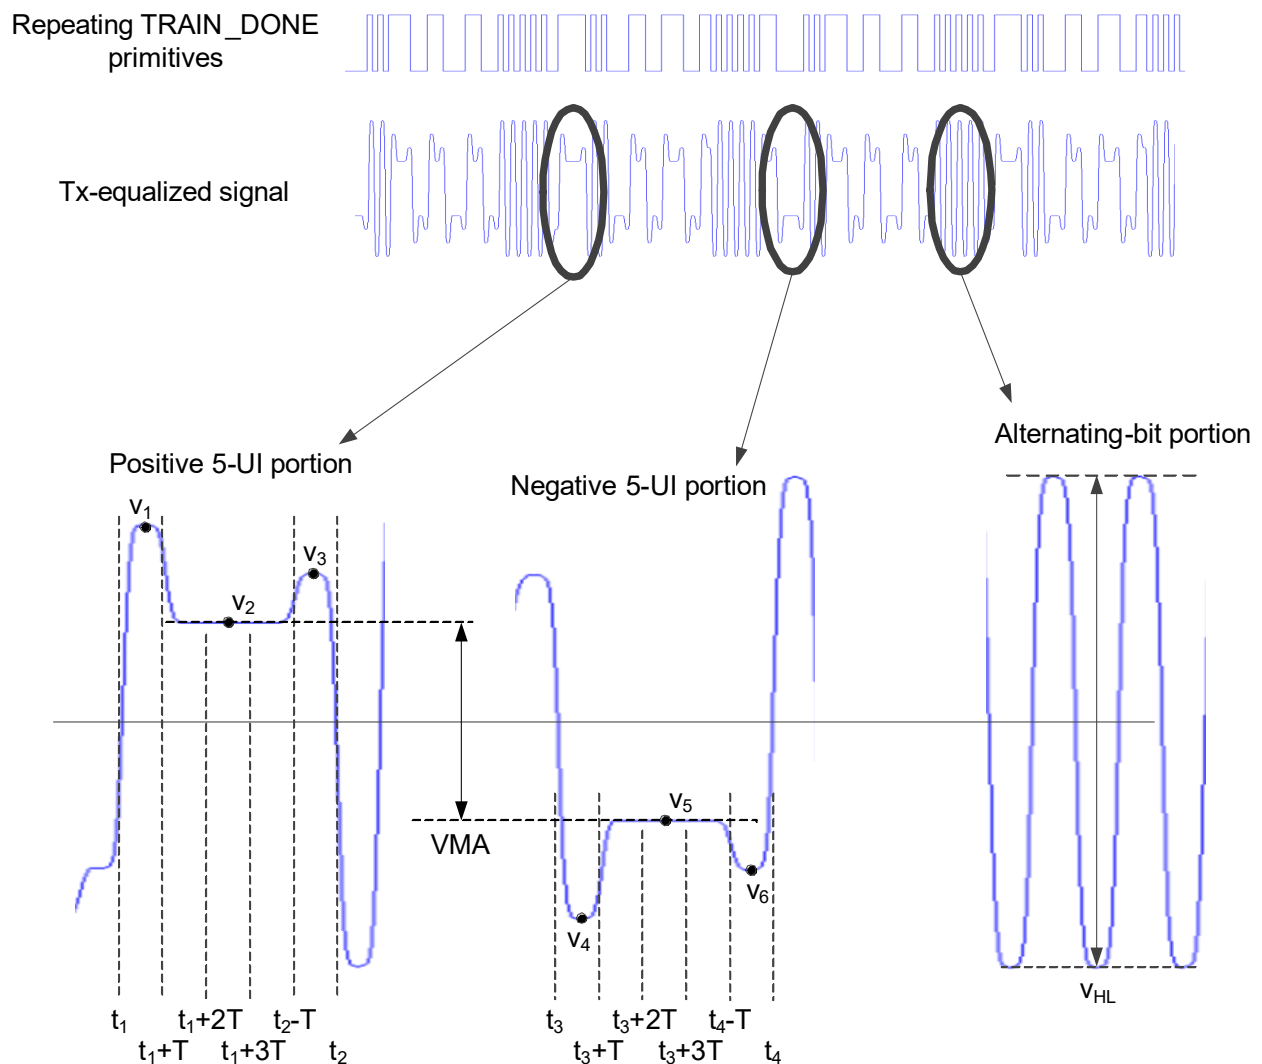 Repeating TRAIN_DONE
primitives
Tx-equalized signal
Alternating-bit portion
Positive 5-UI portion
Negative 5-UI portion
v1
v3
v2
v5
VMA
v6
v4
vHL
t1
t1+2T
t2-T
t3
t3+2T
t4-T
t1+T
t1+3T
t2
t3+T
t3+3T
t4